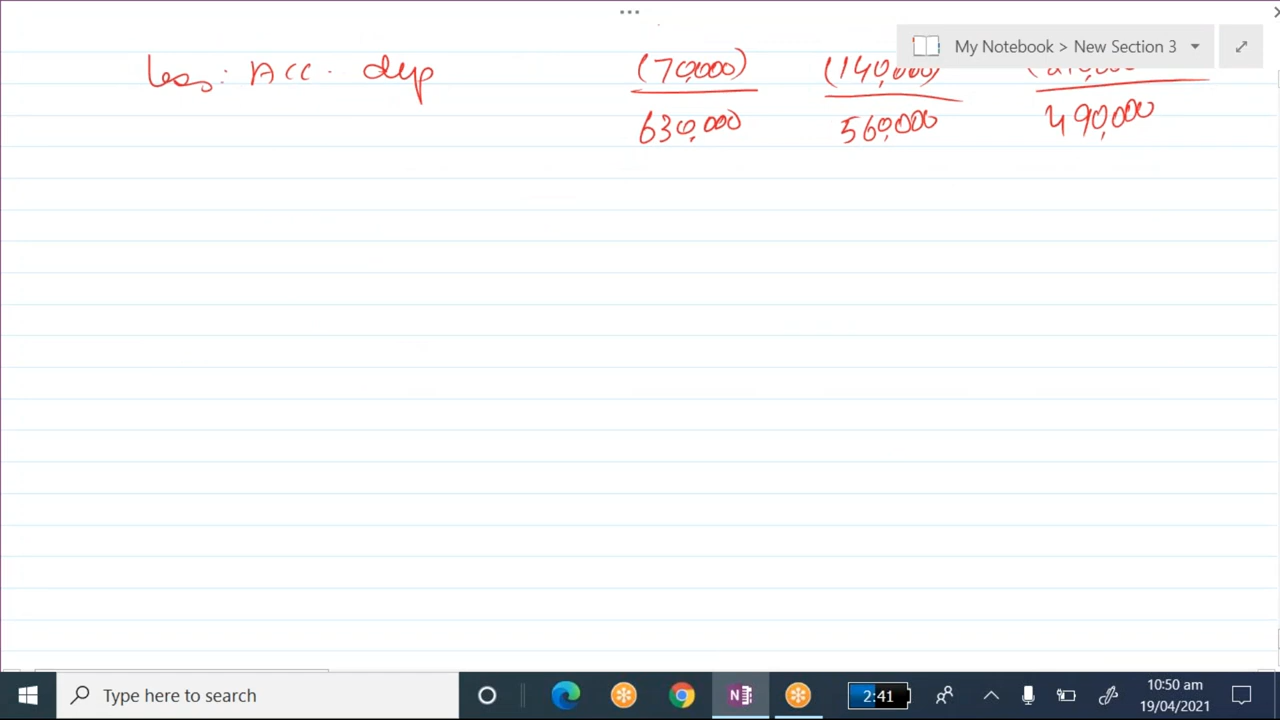 My Notebook > New Section 3
less: Acc. dep (70,000) (140,000)
630,000 560,000 490,000
Type here to search
2:41
10:50 am
19/04/2021